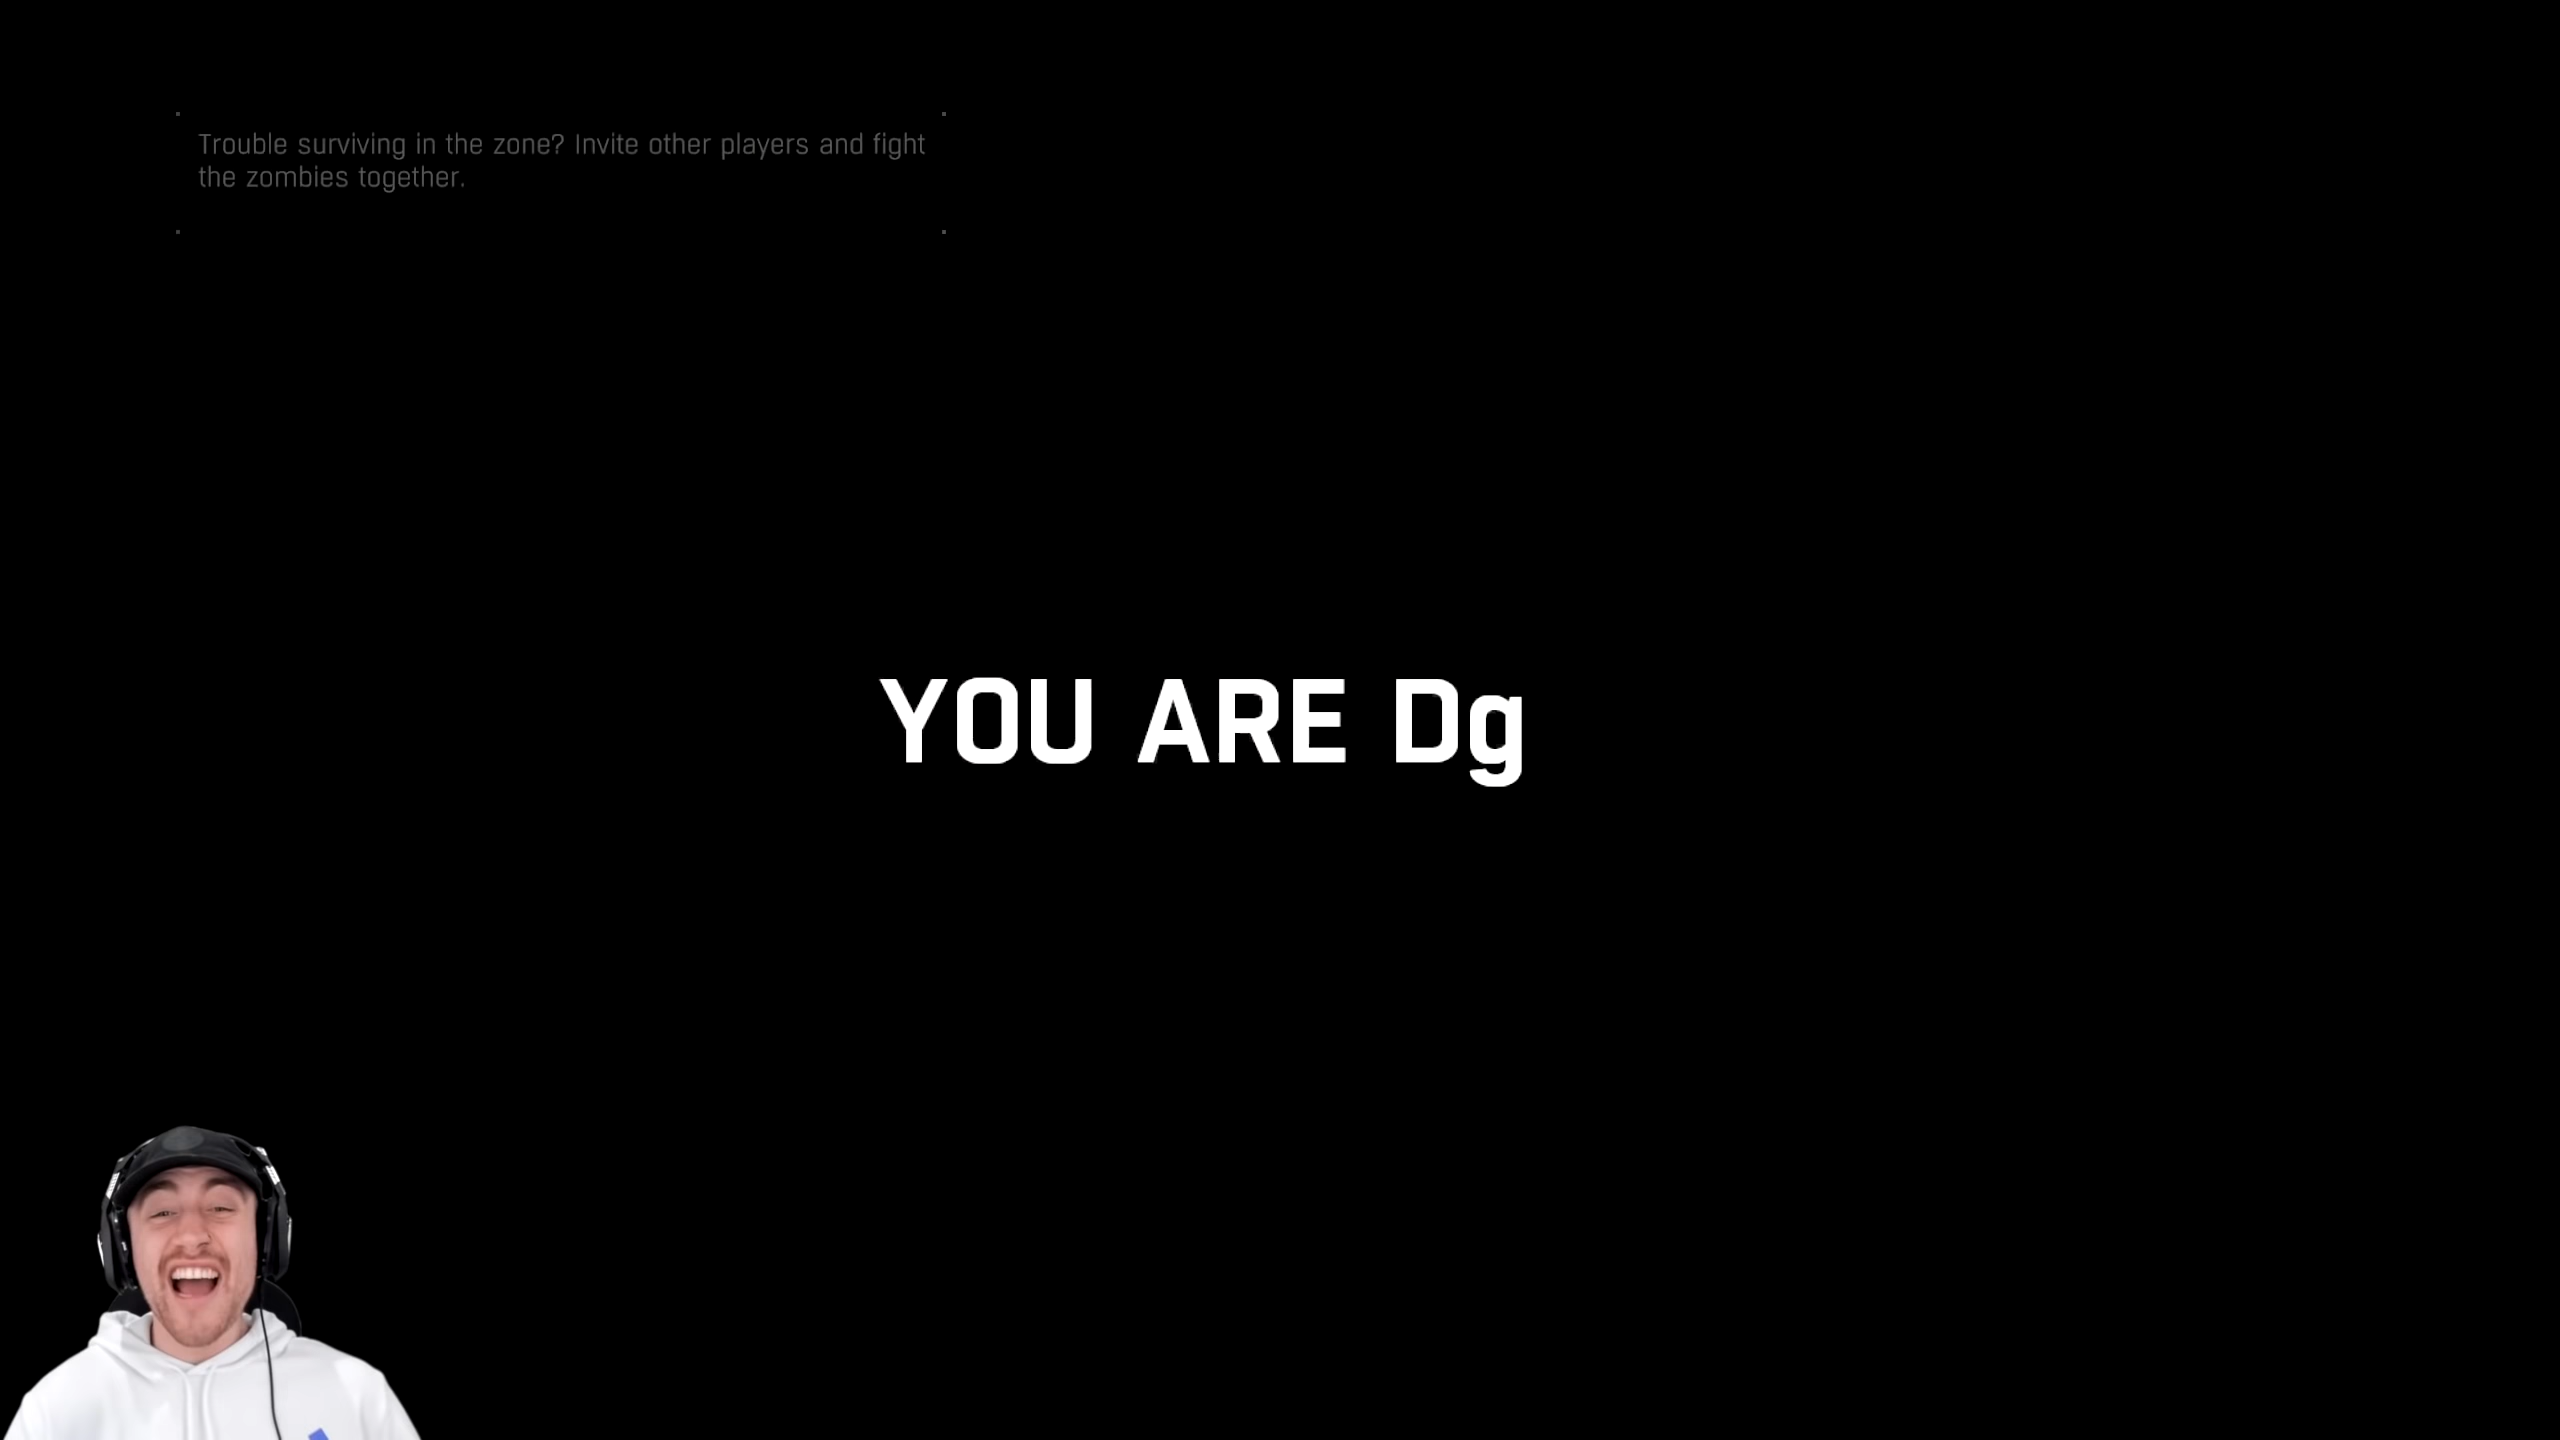 Trouble surviving in the zone? Invite other players and fight
the zombies together.
YOU ARE Dg